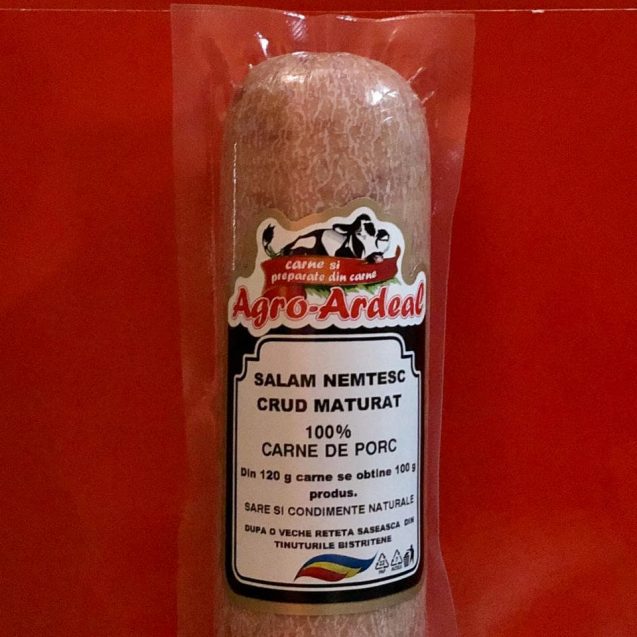 carne si
preparate din carne
Agro-Ardeal
SALAM NEMTESC
CRUD MATURAT
100%
CARNE DE PORC
Din 120 g carne se obtine 100 g
produs.
SARE SI CONDIMENTE NATURALE
DUPA O VECHE RETETA SASEASCA DIN
TINUTURILE BISTRITENE